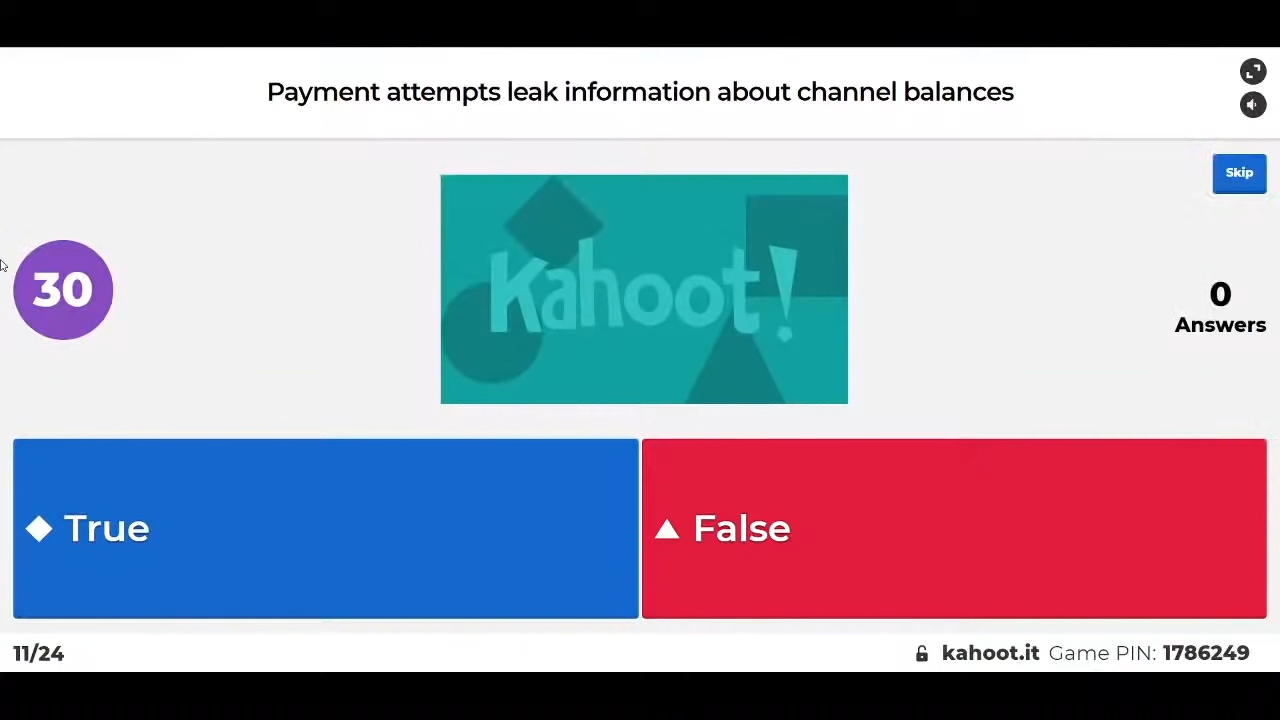 Payment attempts leak information about channel balances
Skip
Kahoot!
30
0
Answers
True
False
11/24
kahoot.it Game PIN: 1786249